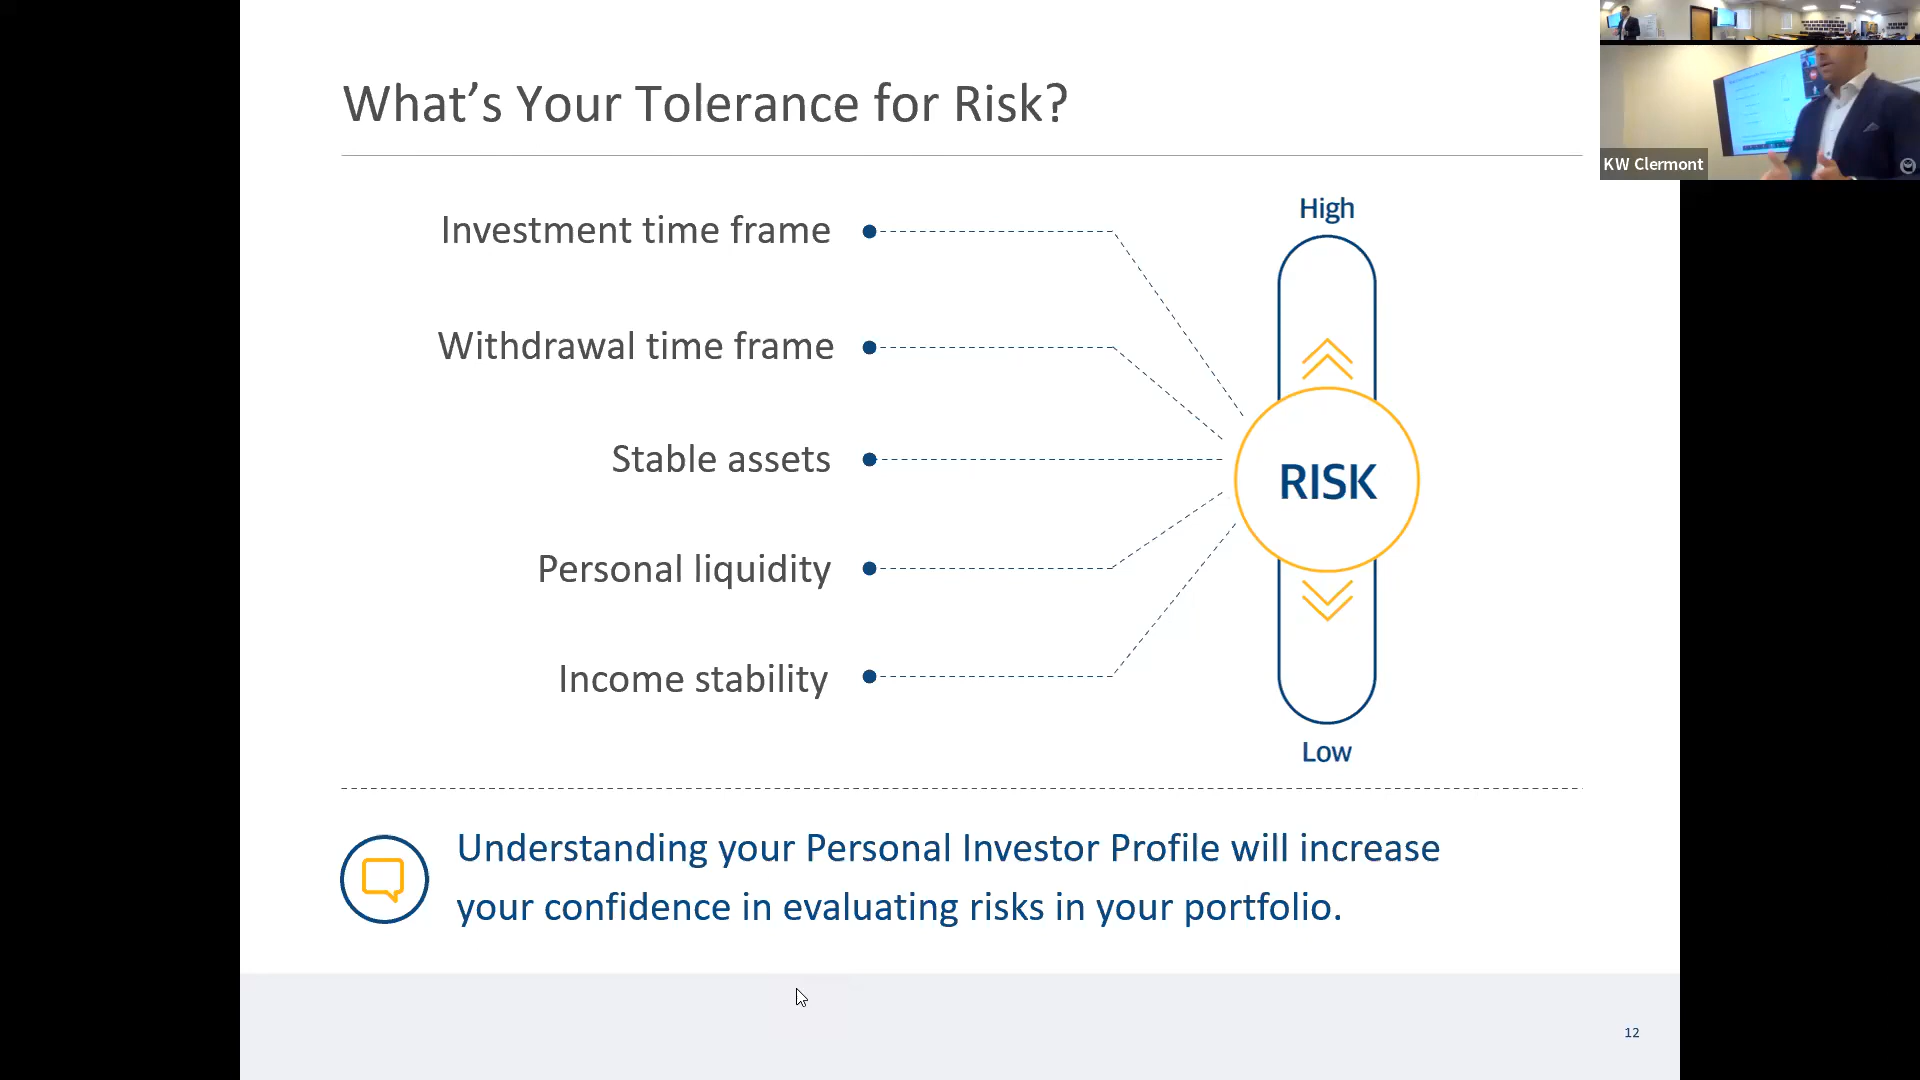 What’s Your Tolerance for Risk?
KW Clermont
High
Investment time frame
Withdrawal time frame
Stable assets
RISK
Personal liquidity
Income stability
Low
Understanding your Personal Investor Profile will increase
your confidence in evaluating risks in your portfolio.
12